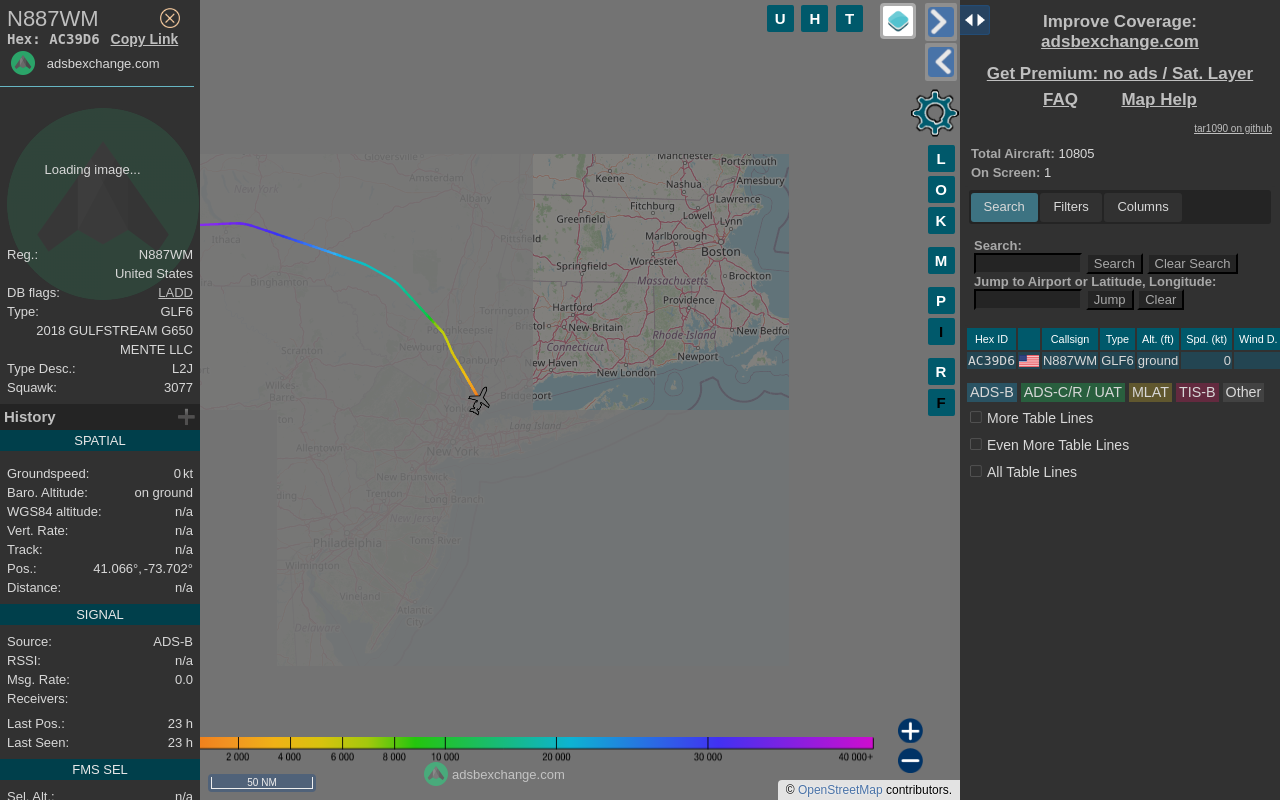 N887WM
Hex: AC39D6 Copy Link
adsbexchange.com
Loading image...
Reg.: N887WM
United States
DB flags: LADD
Type: GLF6
2018 GULFSTREAM G650
MENTE LLC
Type Desc.: L2J
Squawk: 3077
History
SPATIAL
Groundspeed: 0 kt
Baro. Altitude: on ground
WGS84 altitude: n/a
Vert. Rate: n/a
Track: n/a
Pos.: 41.066°, -73.702°
Distance: n/a
SIGNAL
Source: ADS-B
RSSI: n/a
Msg. Rate: 0.0
Receivers:
Last Pos.: 23 h
Last Seen: 23 h
FMS SEL
Sel. Alt.: n/a
U H T
L
O
K
M
P
I
R
F
Gloversville
Amsterdam
New York
Albany
Ithaca
Pittsfield
Binghamton
Torrington
Poughkeepsie
Bristol
Newburgh
Danbury
Scranton
Wilkes-Barre
Bridgeport
Long Island
Allentown
New York
New Brunswick
Trenton
Long Branch
New Jersey
Philadelphia
Toms River
Wilmington
Vineland
Atlantic City
Delaware
Manchester
Portsmouth
Keene
Nashua
Amesbury
Fitchburg
Lawrence
Greenfield
Lowell
Lynn
Marlborough
Boston
Worcester
Springfield
Brockton
Massachusetts
Providence
Hartford
New Britain
Rhode Island
New Bedfor
Connecticut
Newport
New Haven
New London
2 000 4 000 6 000 8 000 10 000 20 000 30 000 40 000+
50 NM
adsbexchange.com
© OpenStreetMap contributors.
Improve Coverage:
adsbexchange.com
Get Premium: no ads / Sat. Layer
FAQ Map Help
tar1090 on github
Total Aircraft: 10805
On Screen: 1
Search Filters Columns
Search:
Search Clear Search
Jump to Airport or Latitude, Longitude:
Jump Clear
Hex ID Callsign Type Alt. (ft) Spd. (kt) Wind D.
AC39D6 N887WM GLF6 ground 0
ADS-B ADS-C/R / UAT MLAT TIS-B Other
More Table Lines
Even More Table Lines
All Table Lines